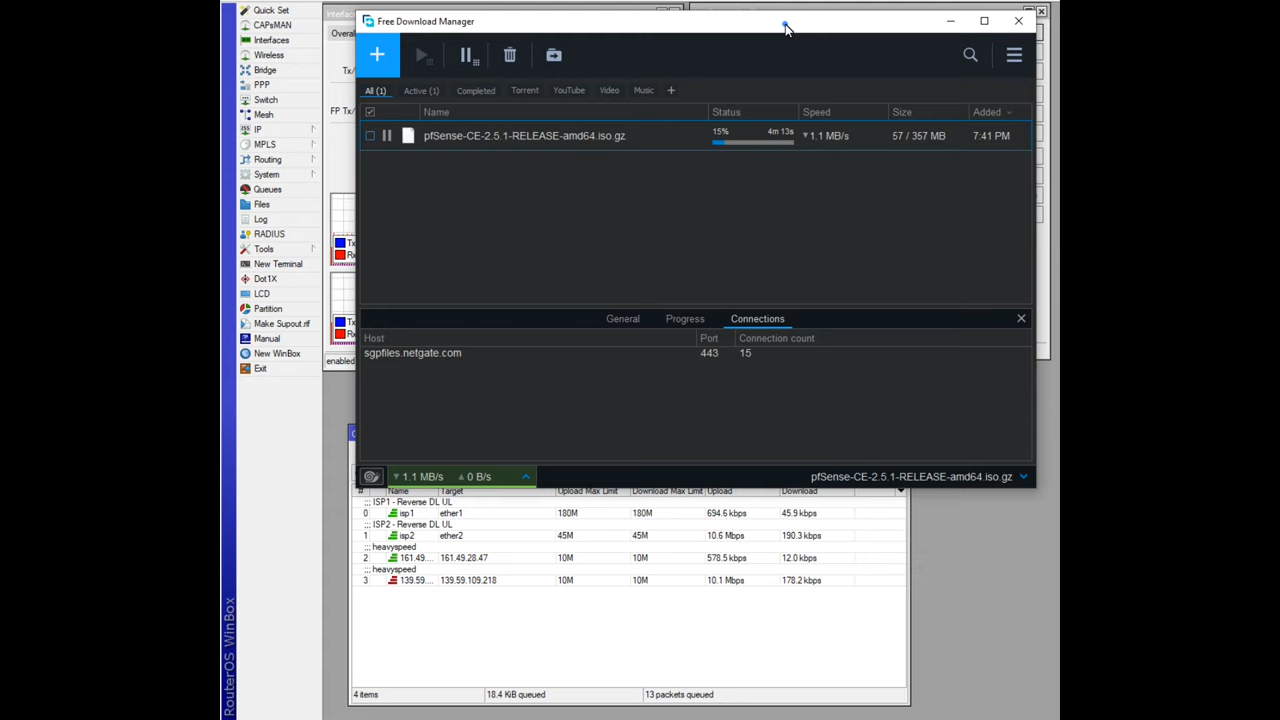 Quick Set
CAPsMAN
Interfaces
Wireless
Bridge
PPP
Switch
Mesh
IP
MPLS
Routing
System
Queues
Files
Log
RADIUS
Tools
New Terminal
Dot1X
LCD
Partition
Make Supout.rif
Manual
New WinBox
Exit
RouterOS WinBox
Free Download Manager
All (1) Active (1) Completed Torrent YouTube Video Music +
Name Status Speed Size Added
pfSense-CE-2.5.1-RELEASE-amd64.iso.gz 15% 4m 13s 1.1 MB/s 57 / 357 MB 7:41 PM
General Progress Connections
Host Port Connection count
sgpfiles.netgate.com 443 15
1.1 MB/s 0 B/s pfSense-CE-2.5.1-RELEASE-amd64.iso.gz
# Name Target Upload Max Limit Download Max Limit Upload Download
;;; ISP1 - Reverse DL UL
0 isp1 ether1 180M 180M 694.6 kbps 45.9 kbps
;;; ISP2 - Reverse DL UL
1 isp2 ether2 45M 45M 10.6 Mbps 190.3 kbps
;;; heavyspeed
2 161.49.... 161.49.28.47 10M 10M 578.5 kbps 12.0 kbps
;;; heavyspeed
3 139.59.... 139.59.109.218 10M 10M 10.1 Mbps 178.2 kbps
4 items 18.4 KiB queued 13 packets queued
enabled